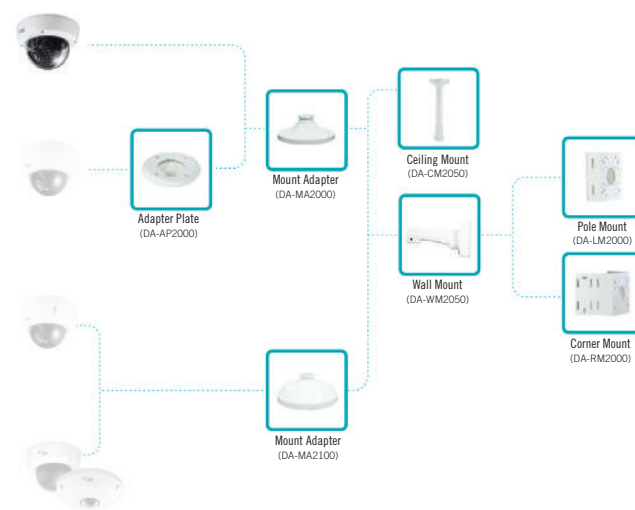 Ceiling Mount
(DA-CM2050)
Mount Adapter
(DA-MA2000)
Adapter Plate
(DA-AP2000)
Pole Mount
(DA-LM2000)
Wall Mount
(DA-WM2050)
Corner Mount
(DA-RM2000)
Mount Adapter
(DA-MA2100)